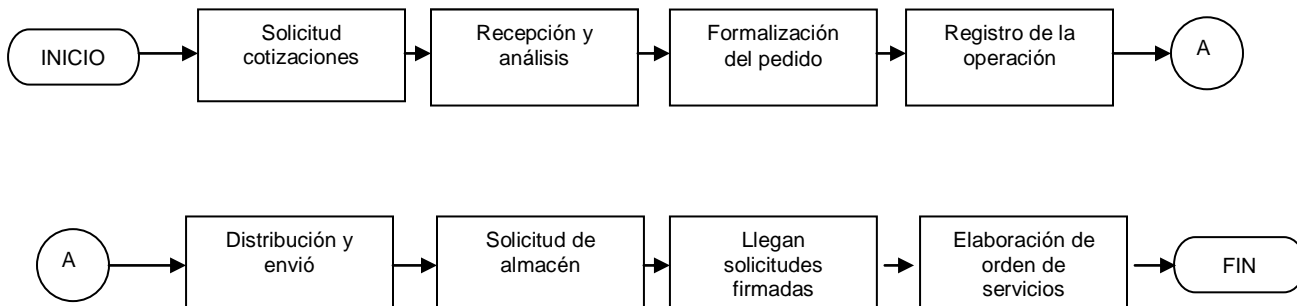 INICIO
Solicitud
cotizaciones
Recepción y
análisis
Formalización
del pedido
Registro de la
operación
A
A
Distribución y
envió
Solicitud de
almacén
Llegan
solicitudes
firmadas
Elaboración de
orden de
servicios
FIN